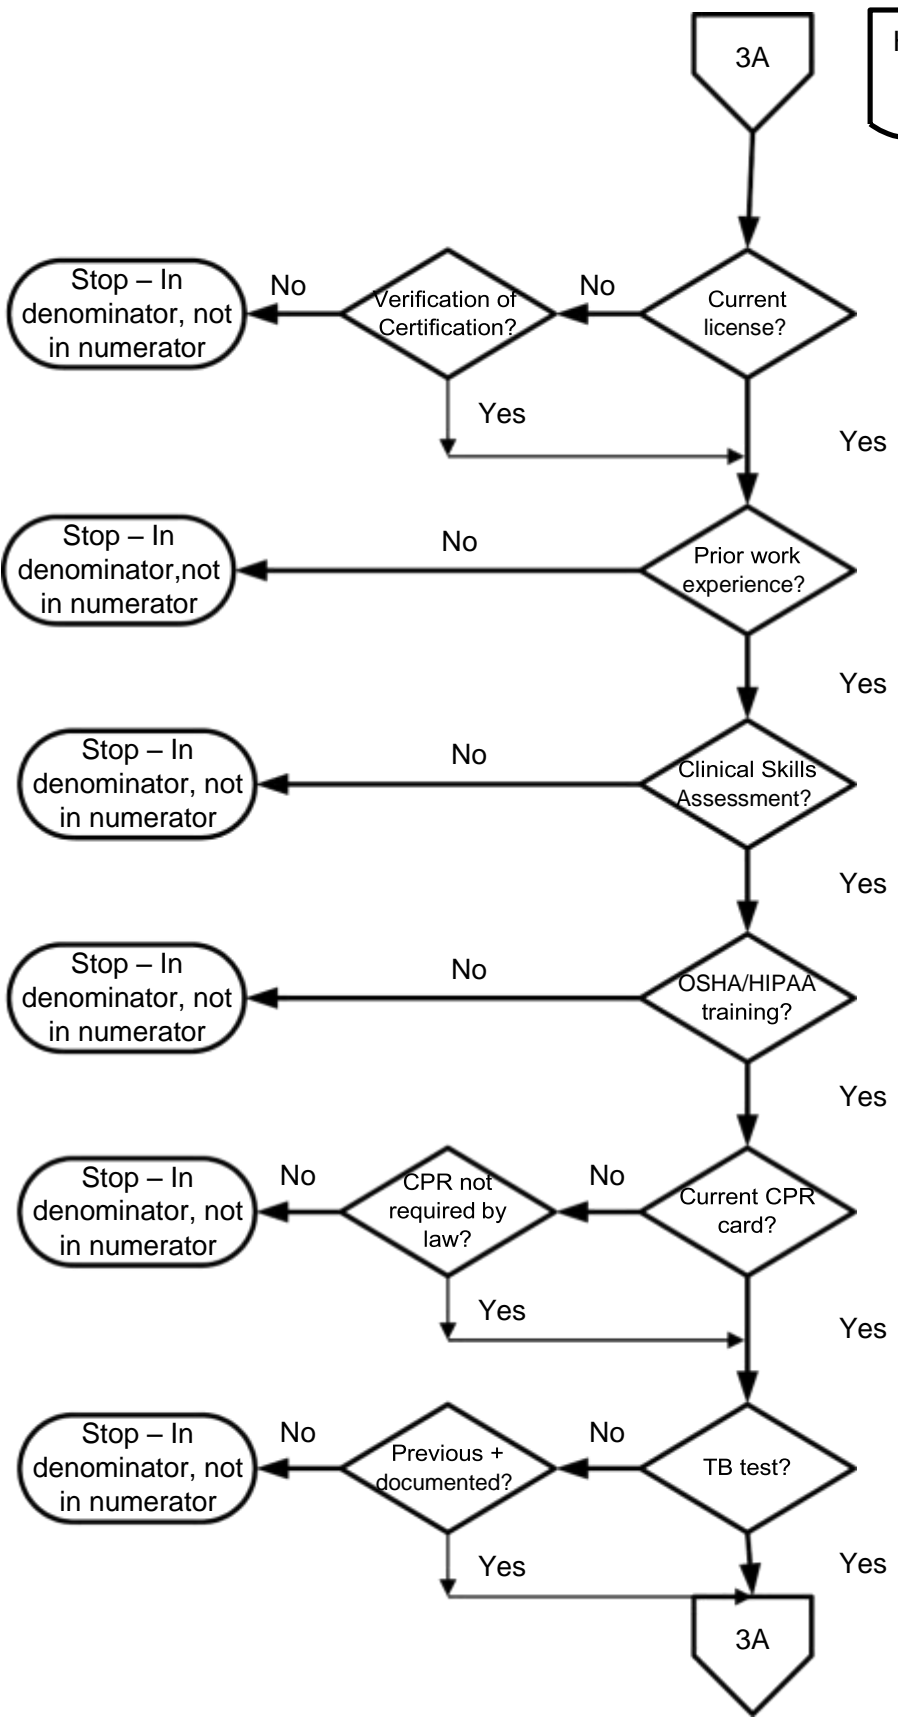 3A
Stop – In
denominator, not
in numerator
No
Verification of
Certification?
No
Current
license?
Yes
Yes
Stop – In
denominator,not
in numerator
No
Prior work
experience?
Yes
Stop – In
denominator, not
in numerator
No
Clinical Skills
Assessment?
Yes
Stop – In
denominator, not
in numerator
No
OSHA/HIPAA
training?
Yes
Stop – In
denominator, not
in numerator
No
CPR not
required by
law?
No
Current CPR
card?
Yes
Yes
Stop – In
denominator, not
in numerator
No
Previous +
documented?
No
TB test?
Yes
Yes
3A